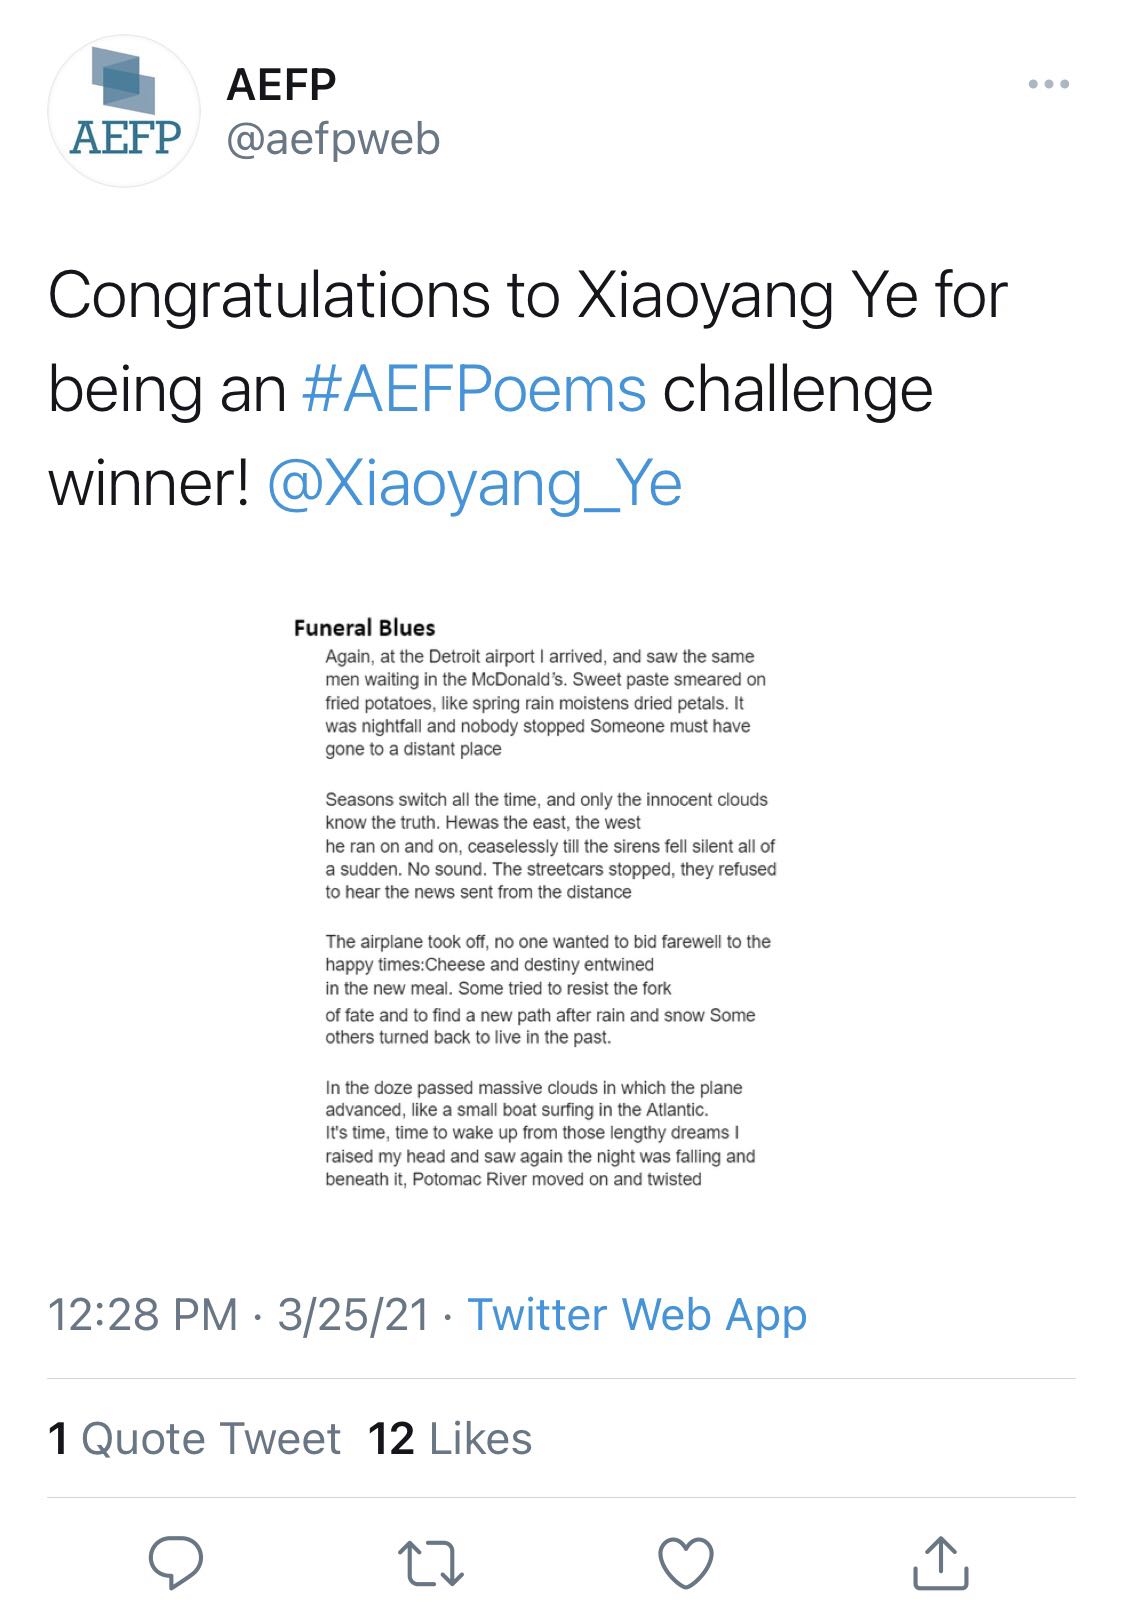 AEFP
AEFP
@aefpweb
Congratulations to Xiaoyang Ye for
being an #AEFPoems challenge
winner! @Xiaoyang_Ye
Funeral Blues
Again, at the Detroit airport I arrived, and saw the same
men waiting in the McDonald's. Sweet paste smeared on
fried potatoes, like spring rain moistens dried petals. It
was nightfall and nobody stopped Someone must have
gone to a distant place
Seasons switch all the time, and only the innocent clouds
know the truth. Hewas the east, the west
he ran on and on, ceaselessly till the sirens fell silent all of
a sudden. No sound. The streetcars stopped, they refused
to hear the news sent from the distance
The airplane took off, no one wanted to bid farewell to the
happy times:Cheese and destiny entwined
in the new meal. Some tried to resist the fork
of fate and to find a new path after rain and snow Some
others turned back to live in the past.
In the doze passed massive clouds in which the plane
advanced, like a small boat surfing in the Atlantic.
It's time, time to wake up from those lengthy dreams I
raised my head and saw again the night was falling and
beneath it, Potomac River moved on and twisted
12:28 PM · 3/25/21 · Twitter Web App
1 Quote Tweet 12 Likes